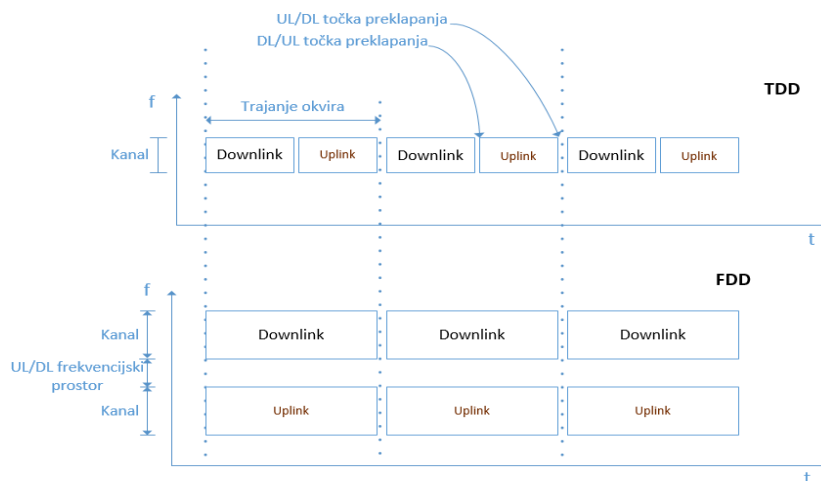 UL/DL točka preklapanja
DL/UL točka preklapanja
TDD
f
Trajanje okvira
Kanal
Downlink
Uplink
Downlink
Uplink
Downlink
Uplink
t
FDD
f
Kanal
Downlink
Downlink
Downlink
UL/DL frekvencijski
prostor
Kanal
Uplink
Uplink
Uplink
t